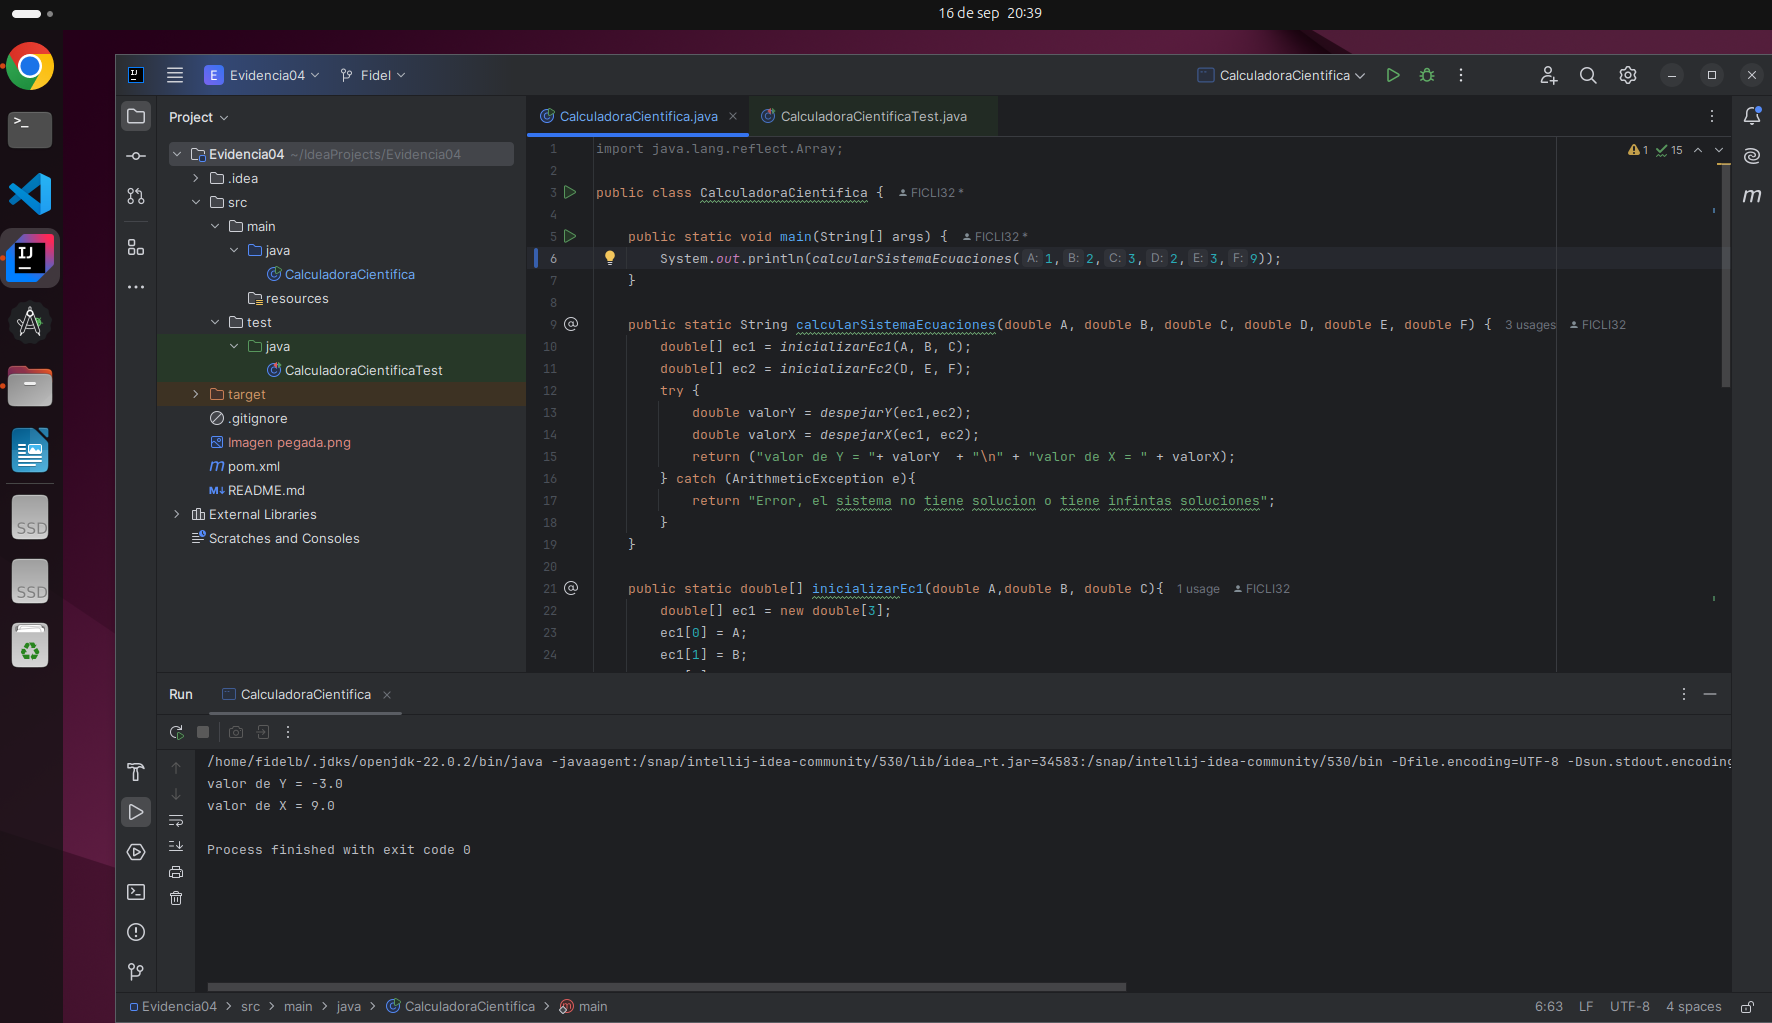 16 de sep 20:39
E Evidencia04
Fidel
CalculadoraCientifica
Project
CalculadoraCientifica.java
CalculadoraCientificaTest.java
Evidencia04 ~/IdeaProjects/Evidencia04
.idea
src
main
java
CalculadoraCientifica
resources
test
java
CalculadoraCientificaTest
target
.gitignore
Imagen pegada.png
pom.xml
README.md
External Libraries
Scratches and Consoles
SSD
SSD
1 import java.lang.reflect.Array;
1 15
2
3 public class CalculadoraCientifica { FICLI32 *
4
5 public static void main(String[] args) { FICLI32 *
6 System.out.println(calcularSistemaEcuaciones( A: 1, B: 2, C: 3, D: 2, E: 3, F: 9));
7 }
8
9 public static String calcularSistemaEcuaciones(double A, double B, double C, double D, double E, double F) { 3 usages FICLI32
10 double[] ec1 = inicializarEc1(A, B, C);
11 double[] ec2 = inicializarEc2(D, E, F);
12 try {
13 double valorY = despejarY(ec1,ec2);
14 double valorX = despejarX(ec1, ec2);
15 return ("valor de Y = "+ valorY + "\n" + "valor de X = " + valorX);
16 } catch (ArithmeticException e){
17 return "Error, el sistema no tiene solucion o tiene infintas soluciones";
18 }
19 }
20
21 public static double[] inicializarEc1(double A,double B, double C){ 1 usage FICLI32
22 double[] ec1 = new double[3];
23 ec1[0] = A;
24 ec1[1] = B;
Run CalculadoraCientifica
/home/fidelb/.jdks/openjdk-22.0.2/bin/java -javaagent:/snap/intellij-idea-community/530/lib/idea_rt.jar=34583:/snap/intellij-idea-community/530/bin -Dfile.encoding=UTF-8 -Dsun.stdout.encoding
valor de Y = -3.0
valor de X = 9.0
Process finished with exit code 0
Evidencia04 > src > main > java > CalculadoraCientifica > main
6:63 LF UTF-8 4 spaces